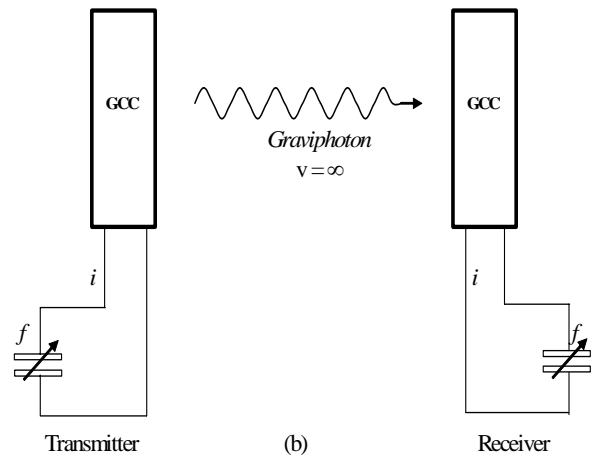 GCC
GCC
Graviphoton
v = ∞
i
i
f
f
Transmitter
(b)
Receiver